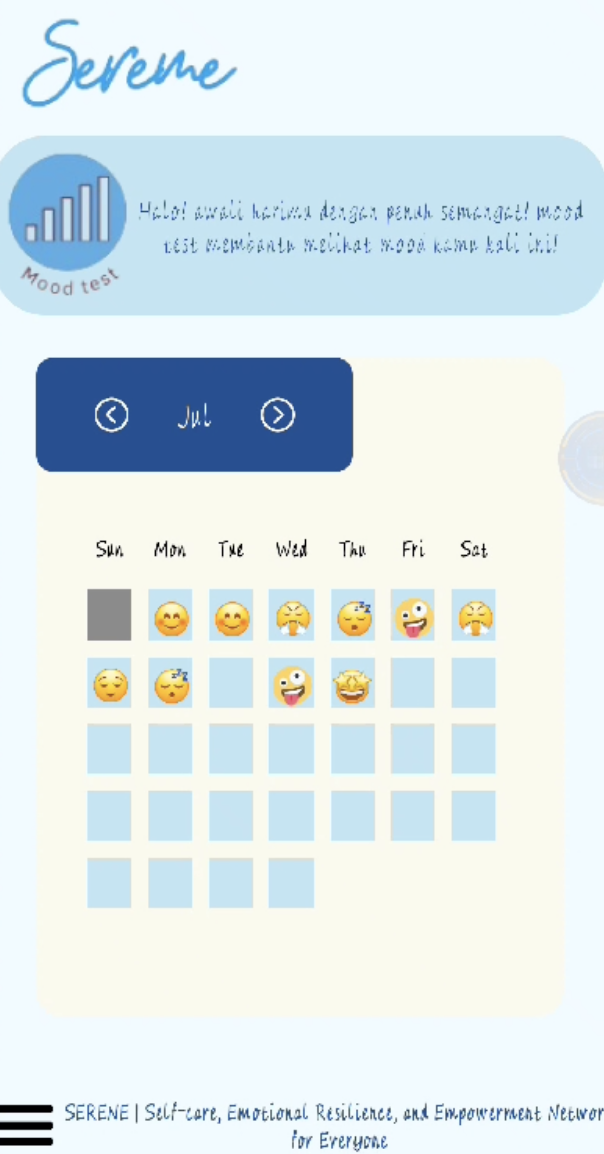 Sereme
Halo! awali harimu dengan penuh semangat! mood
test membantu melihat mood kamu kali ini!
Mood test
Jul
Sun Mon Tue Wed Thu Fri Sat
SERENE | Self-care, Emotional Resilience, and Empowerment Networ
for Everyone